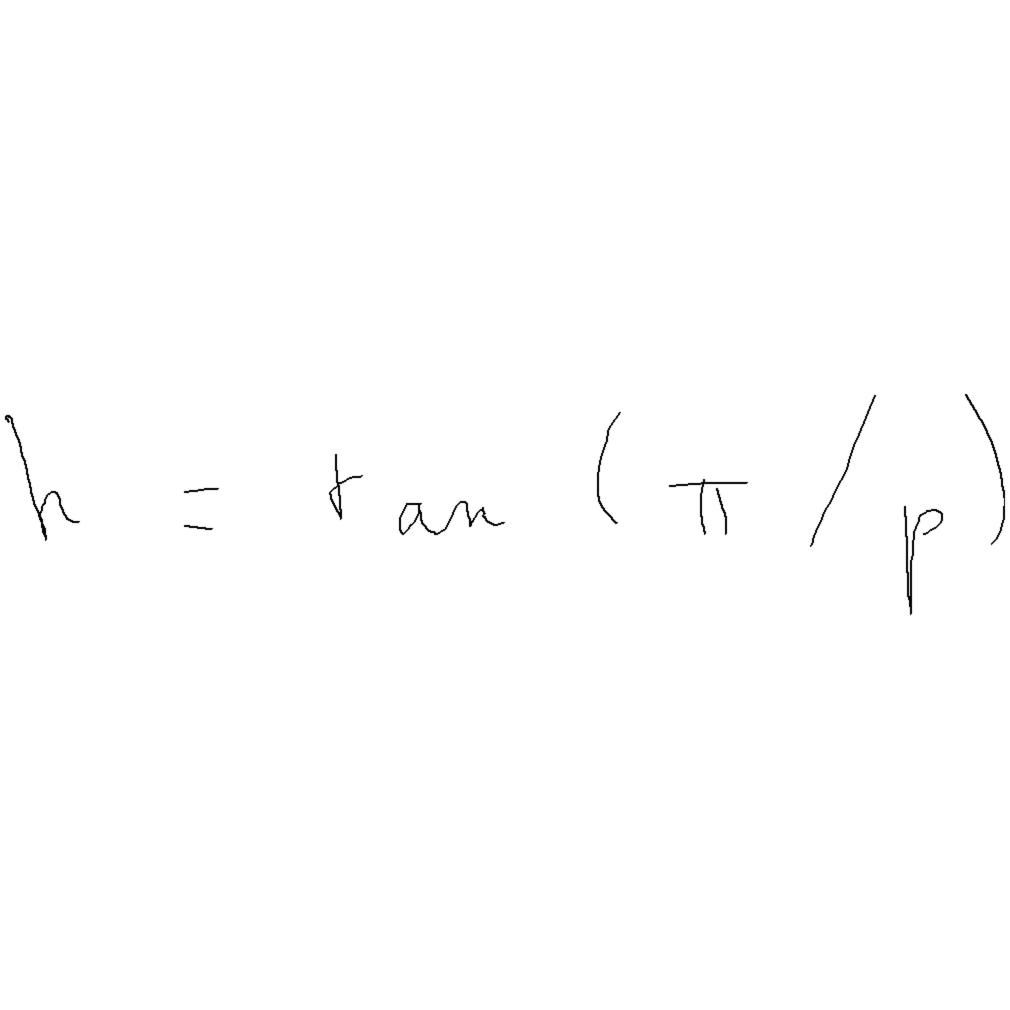 h = tan ( π / p )